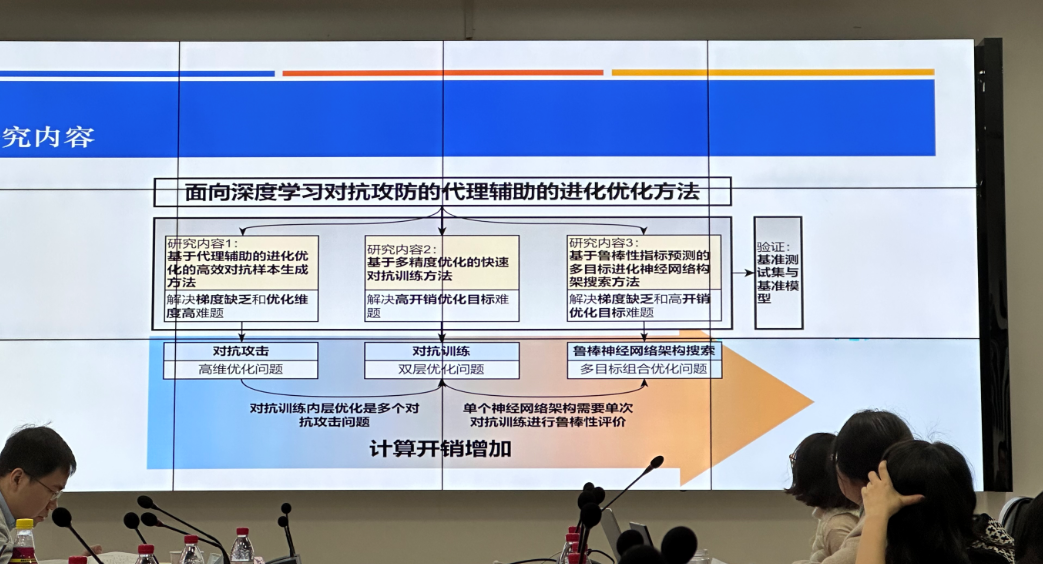 究内容
面向深度学习对抗攻防的代理辅助的进化优化方法
研究内容1：
基于代理辅助的进化优
化的高效对抗样本生成
方法
解决梯度缺乏和优化维
度高难题
研究内容2：
基于多精度优化的快速
对抗训练方法
解决高开销优化目标难
题
研究内容3：
基于鲁棒性指标预测的
多目标进化神经网络构
架搜索方法
解决梯度缺乏和高开销
优化目标难题
验证：
基准测
试集与
基准模
型
对抗攻击
高维优化问题
对抗训练
双层优化问题
鲁棒神经网络架构搜索
多目标组合优化问题
对抗训练内层优化是多个对
抗攻击问题
单个神经网络架构需要单次
对抗训练进行鲁棒性评价
计算开销增加